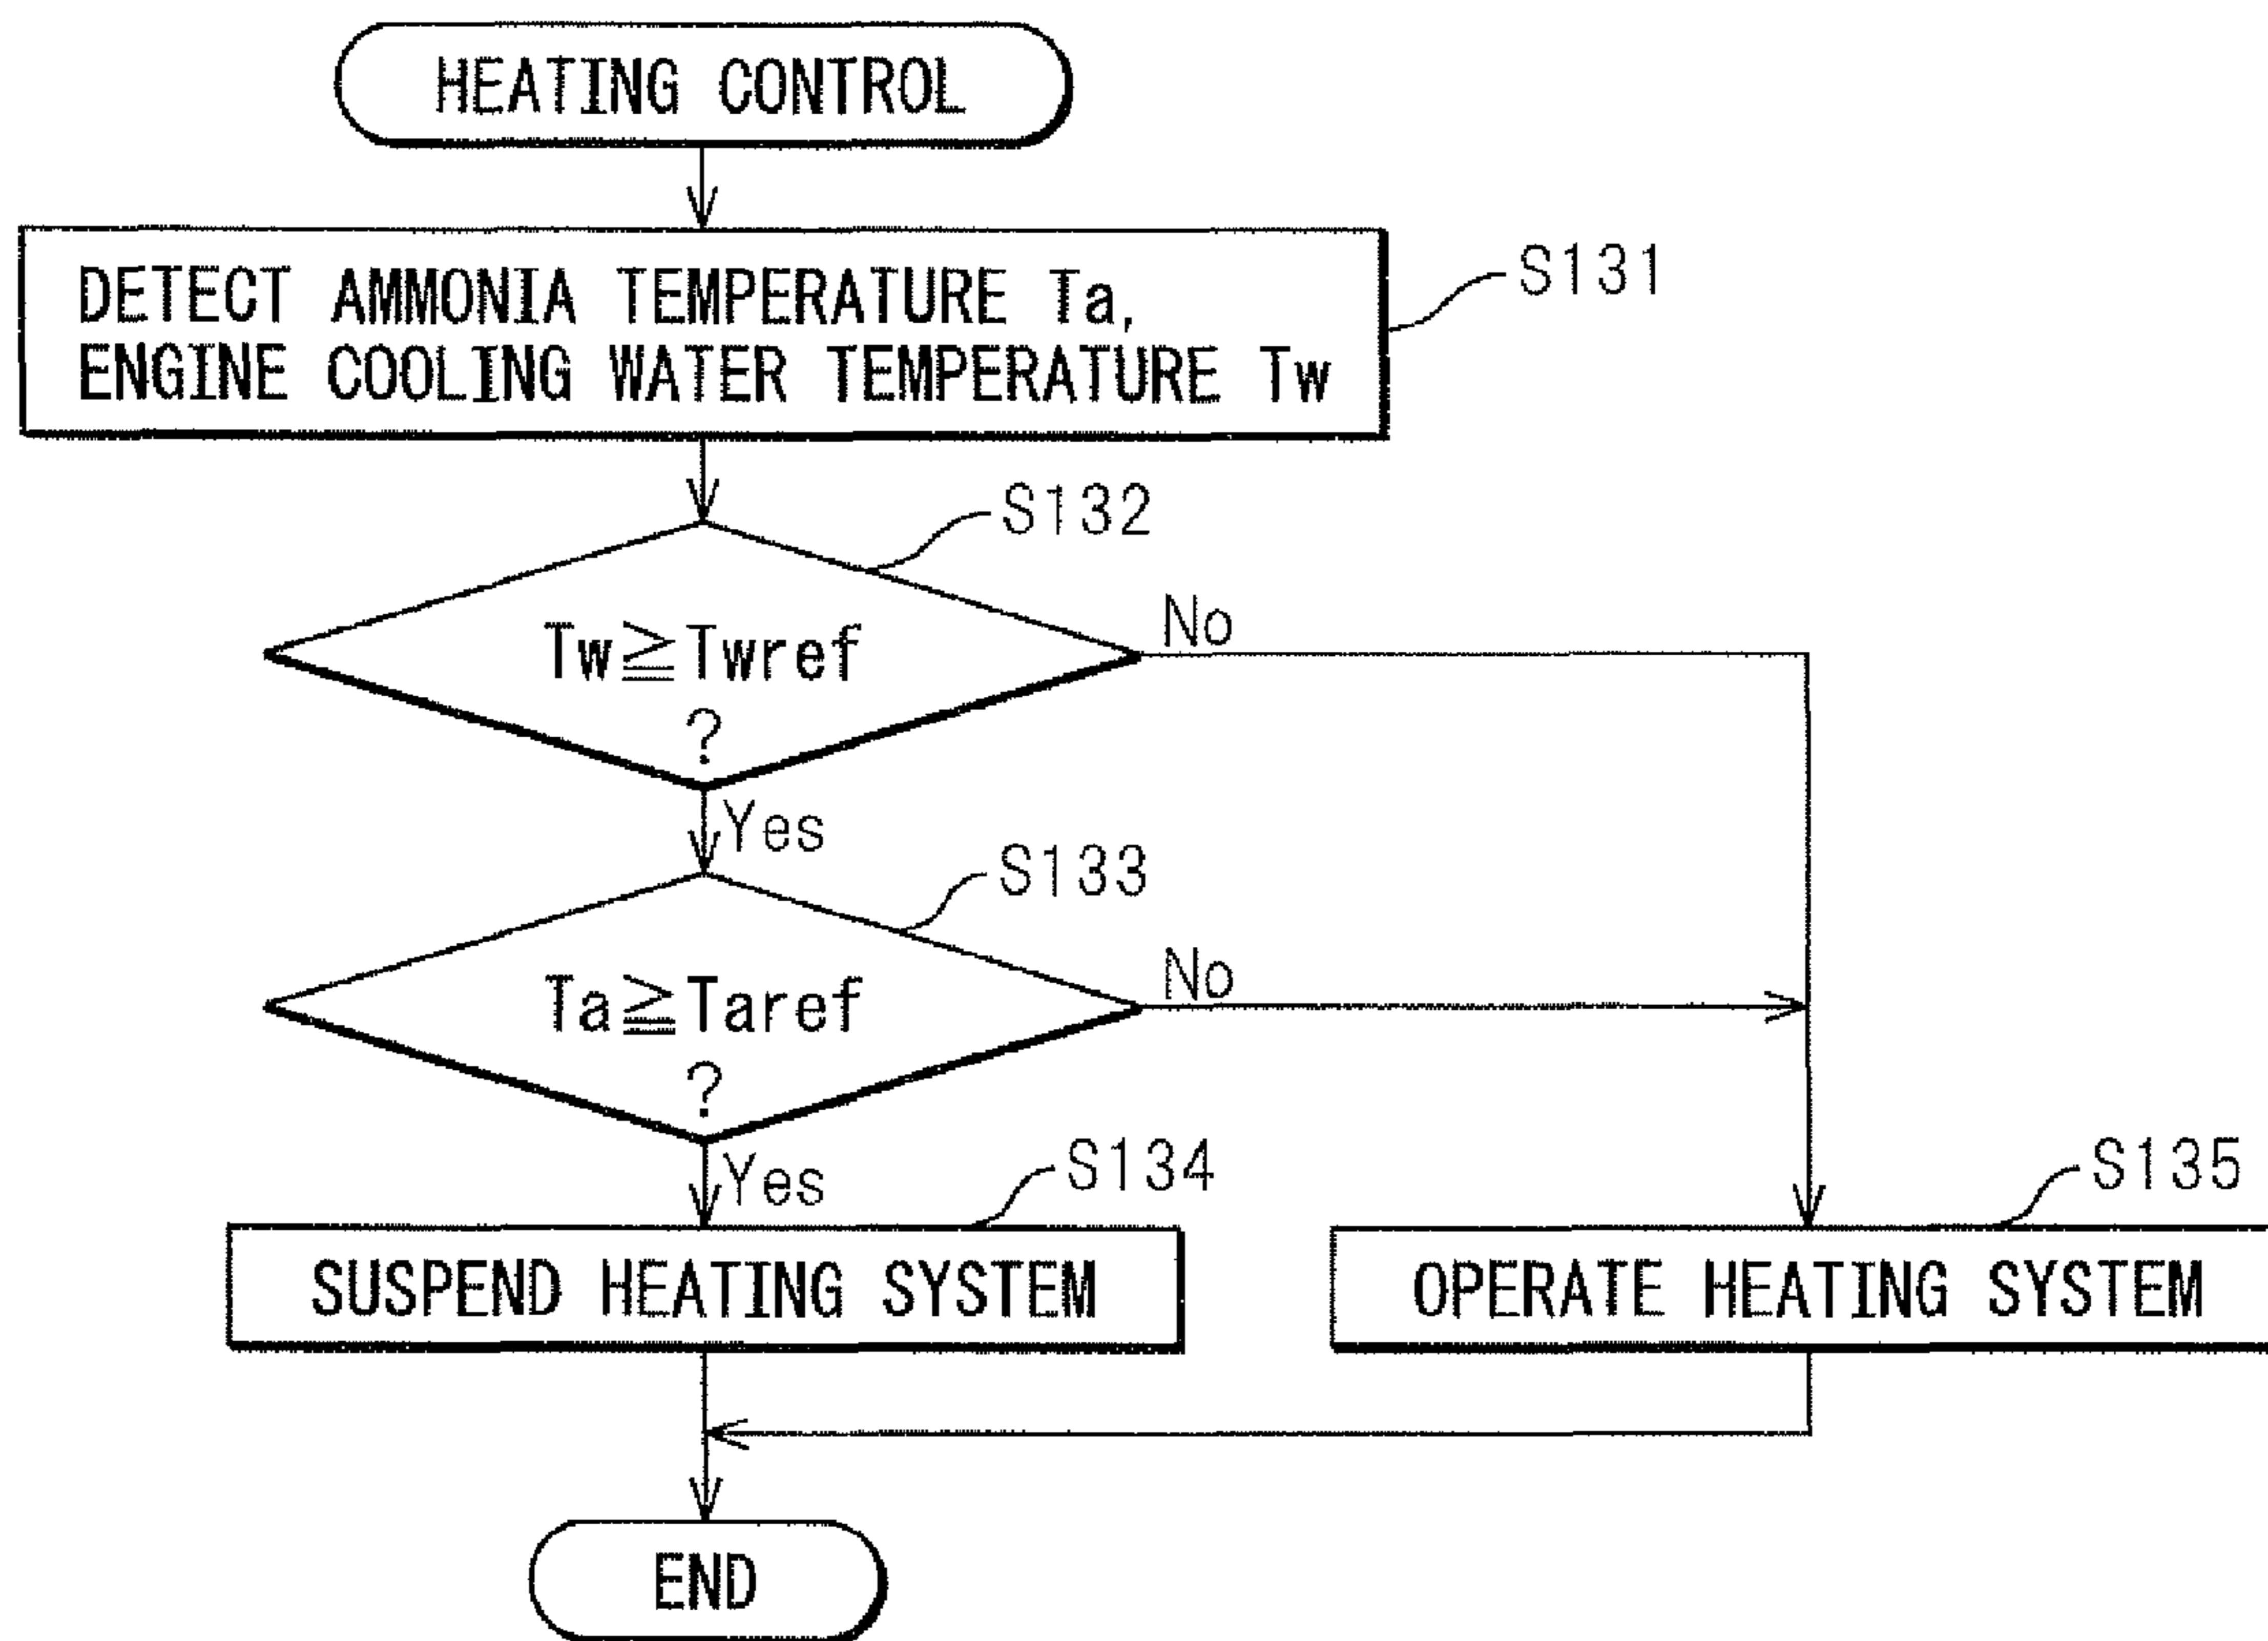 HEATING CONTROL
DETECT AMMONIA TEMPERATURE Ta,
ENGINE COOLING WATER TEMPERATURE Tw
S131
S132
Tw≧Twref
?
No
Yes
S133
Ta≧Taref
?
No
Yes
S134
SUSPEND HEATING SYSTEM
S135
OPERATE HEATING SYSTEM
END